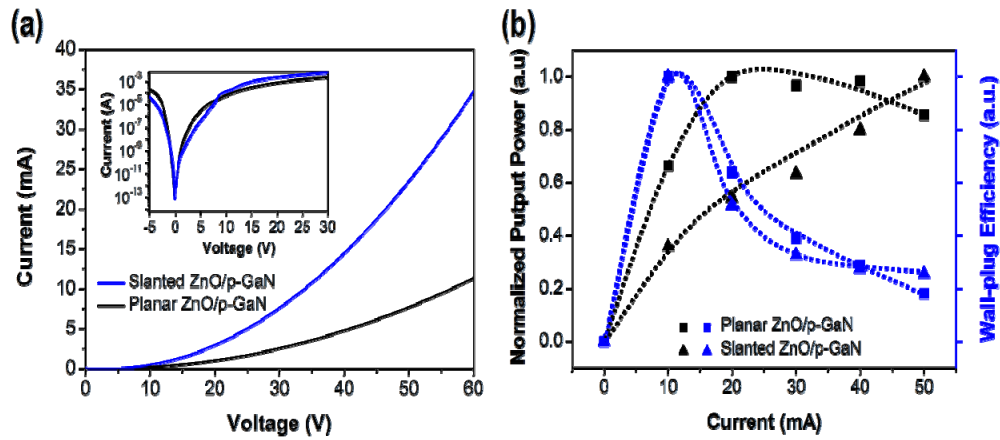 (a)
40
35
30
25
20
15
10
5
0
Current (mA)
0 10 20 30 40 50 60
Voltage (V)
10⁻³
10⁻⁵
10⁻⁷
10⁻⁹
10⁻¹¹
10⁻¹³
Current (A)
-5 0 5 10 15 20 25 30
Voltage (V)
Slanted ZnO/p-GaN
Planar ZnO/p-GaN
(b)
Normalized Putput Power (a.u)
1.0
0.8
0.6
0.4
0.2
0.0
0 10 20 30 40 50
Current (mA)
Planar ZnO/p-GaN
Slanted ZnO/p-GaN
Wall-plug Efficiency (a.u.)